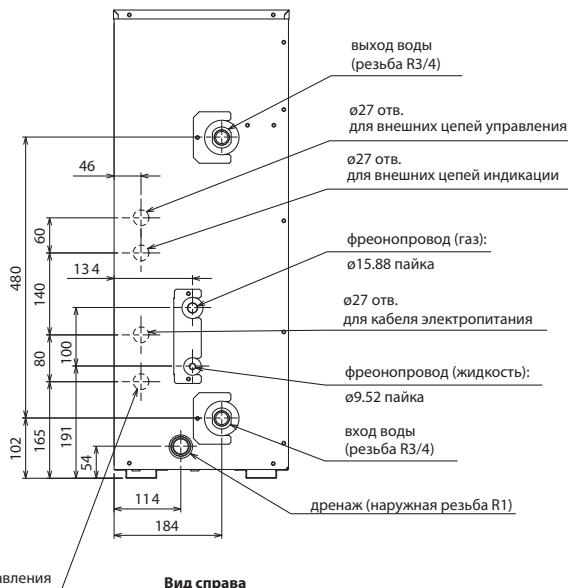 выход воды
(резьба R3/4)
ø27 отв.
для внешних цепей управления
46
ø27 отв.
для внешних цепей индикации
60
134
фреонопровод (газ):
ø15.88 пайка
480
140
ø27 отв.
для кабеля электропитания
100
80
фреонопровод (жидкость):
ø9.52 пайка
102
165
191
54
вход воды
(резьба R3/4)
114
дренаж (наружная резьба R1)
184
авления
Вид справа